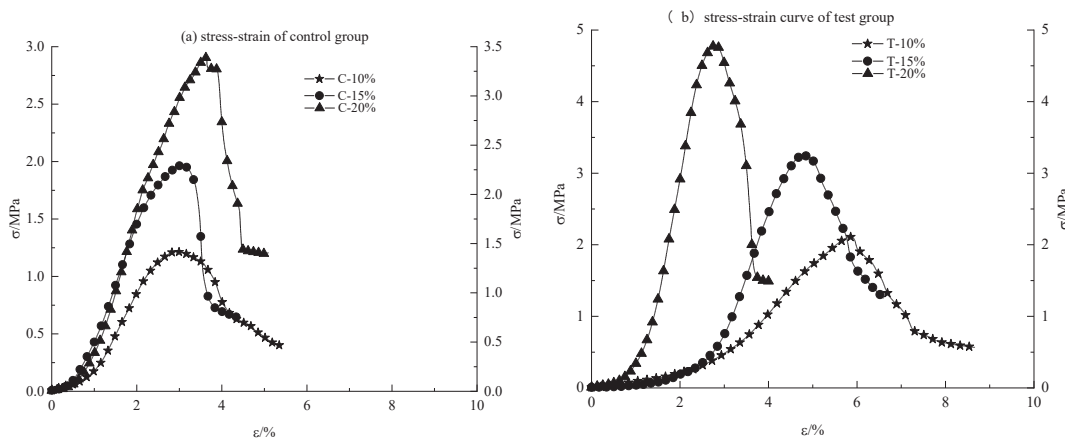 (a) stress-strain of control group
C-10%
C-15%
C-20%
3.0
2.5
2.0
1.5
1.0
0.5
0.0
3.5
3.0
2.5
2.0
1.5
1.0
0.5
0.0
0
2
4
6
8
10
σ/MPa
σ/MPa
ε/%
( b) stress-strain curve of test group
T-10%
T-15%
T-20%
5
4
3
2
1
0
5
4
3
2
1
0
0
2
4
6
8
10
σ/MPa
σ/MPa
ε/%